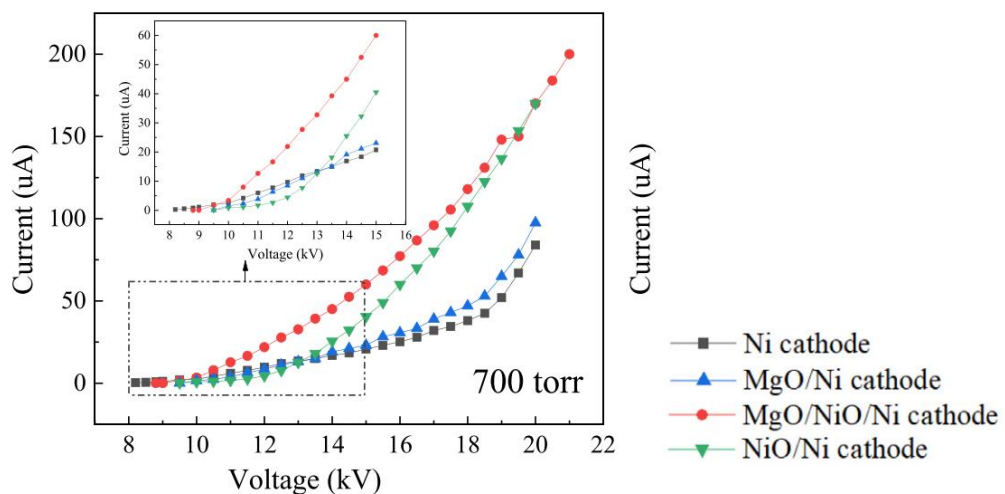 60
50
40
30
20
10
0
Current (uA)
8 9 10 11 12 13 14 15 16
Voltage (kV)
200
150
100
50
0
Current (uA)
700 torr
8 10 12 14 16 18 20 22
Voltage (kV)
Current (uA)
Ni cathode
MgO/Ni cathode
MgO/NiO/Ni cathode
NiO/Ni cathode